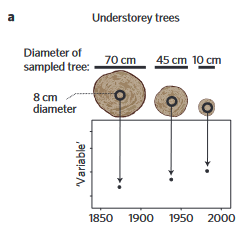 a Understorey trees
Diameter of
sampled tree: 70 cm 45 cm 10 cm
8 cm
diameter
'Variable'
1850 1900 1950 2000